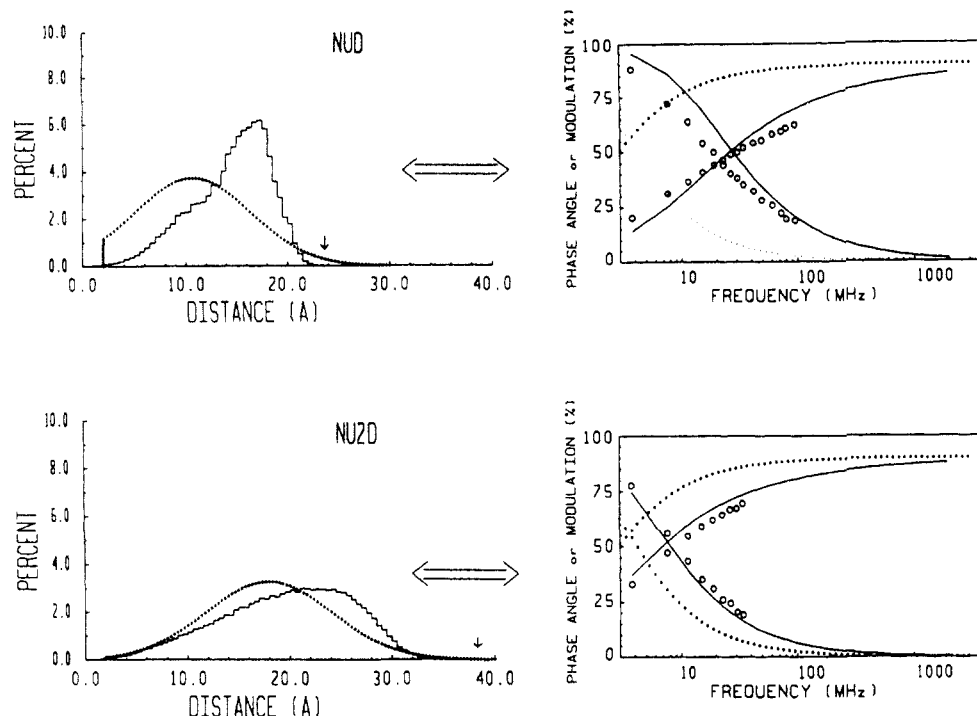 NUD
PERCENT
10.0
8.0
6.0
4.0
2.0
0.0
0.0 10.0 20.0 30.0 40.0
DISTANCE (A)
PHASE ANGLE or MODULATION (%)
100
75
50
25
0
10 100 1000
FREQUENCY (MHz)
NU2D
PERCENT
10.0
8.0
6.0
4.0
2.0
0.0
0.0 10.0 20.0 30.0 40.0
DISTANCE (A)
PHASE ANGLE or MODULATION (%)
100
75
50
25
0
10 100 1000
FREQUENCY (MHz)